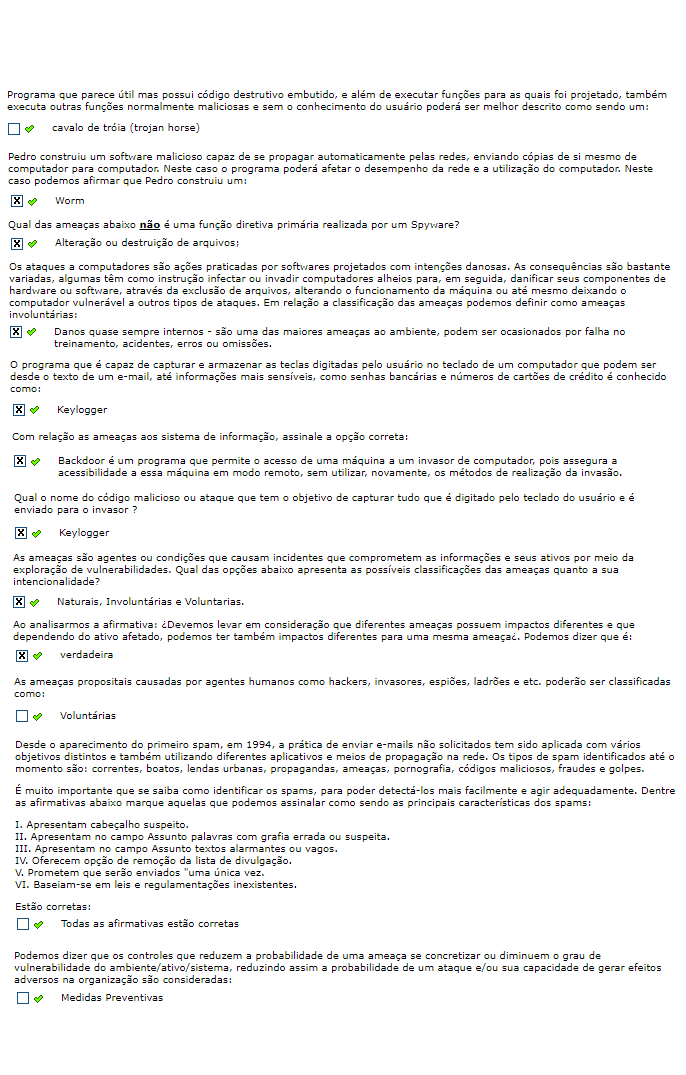 Programa que parece útil mas possui código destrutivo embutido, e além de executar funções para as quais foi projetado, também
executa outras funções normalmente maliciosas e sem o conhecimento do usuário poderá ser melhor descrito como sendo um:
cavalo de tróia (trojan horse)
Pedro construiu um software malicioso capaz de se propagar automaticamente pelas redes, enviando cópias de si mesmo de
computador para computador. Neste caso o programa poderá afetar o desempenho da rede e a utilização do computador. Neste
caso podemos afirmar que Pedro construiu um:
X Worm
Qual das ameaças abaixo não é uma função diretiva primária realizada por um Spyware?
X Alteração ou destruição de arquivos;
Os ataques a computadores são ações praticadas por softwares projetados com intenções danosas. As consequências são bastante
variadas, algumas têm como instrução infectar ou invadir computadores alheios para, em seguida, danificar seus componentes de
hardware ou software, através da exclusão de arquivos, alterando o funcionamento da máquina ou até mesmo deixando o
computador vulnerável a outros tipos de ataques. Em relação a classificação das ameaças podemos definir como ameaças
involuntárias:
X Danos quase sempre internos - são uma das maiores ameaças ao ambiente, podem ser ocasionados por falha no
treinamento, acidentes, erros ou omissões.
O programa que é capaz de capturar e armazenar as teclas digitadas pelo usuário no teclado de um computador que podem ser
desde o texto de um e-mail, até informações mais sensíveis, como senhas bancárias e números de cartões de crédito é conhecido
como:
X Keylogger
Com relação as ameaças aos sistema de informação, assinale a opção correta:
X Backdoor é um programa que permite o acesso de uma máquina a um invasor de computador, pois assegura a
acessibilidade a essa máquina em modo remoto, sem utilizar, novamente, os métodos de realização da invasão.
Qual o nome do código malicioso ou ataque que tem o objetivo de capturar tudo que é digitado pelo teclado do usuário e é
enviado para o invasor ?
X Keylogger
As ameaças são agentes ou condições que causam incidentes que comprometem as informações e seus ativos por meio da
exploração de vulnerabilidades. Qual das opções abaixo apresenta as possíveis classificações das ameaças quanto a sua
intencionalidade?
X Naturais, Involuntárias e Voluntarias.
Ao analisarmos a afirmativa: ¿Devemos levar em consideração que diferentes ameaças possuem impactos diferentes e que
dependendo do ativo afetado, podemos ter também impactos diferentes para uma mesma ameaça¿. Podemos dizer que é:
X verdadeira
As ameaças propositais causadas por agentes humanos como hackers, invasores, espiões, ladrões e etc. poderão ser classificadas
como:
Voluntárias
Desde o aparecimento do primeiro spam, em 1994, a prática de enviar e-mails não solicitados tem sido aplicada com vários
objetivos distintos e também utilizando diferentes aplicativos e meios de propagação na rede. Os tipos de spam identificados até o
momento são: correntes, boatos, lendas urbanas, propagandas, ameaças, pornografia, códigos maliciosos, fraudes e golpes.
É muito importante que se saiba como identificar os spams, para poder detectá-los mais facilmente e agir adequadamente. Dentre
as afirmativas abaixo marque aquelas que podemos assinalar como sendo as principais características dos spams:
I. Apresentam cabeçalho suspeito.
II. Apresentam no campo Assunto palavras com grafia errada ou suspeita.
III. Apresentam no campo Assunto textos alarmantes ou vagos.
IV. Oferecem opção de remoção da lista de divulgação.
V. Prometem que serão enviados "uma única vez.
VI. Baseiam-se em leis e regulamentações inexistentes.
Estão corretas:
Todas as afirmativas estão corretas
Podemos dizer que os controles que reduzem a probabilidade de uma ameaça se concretizar ou diminuem o grau de
vulnerabilidade do ambiente/ativo/sistema, reduzindo assim a probabilidade de um ataque e/ou sua capacidade de gerar efeitos
adversos na organização são consideradas:
Medidas Preventivas